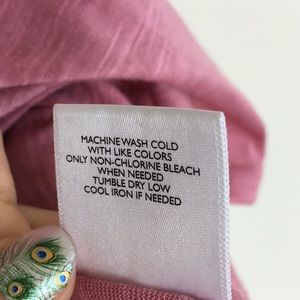 MACHINE WASH COLD
WITH LIKE COLORS
ONLY NON-CHLORINE BLEACH
WHEN NEEDED
TUMBLE DRY LOW
COOL IRON IF NEEDED